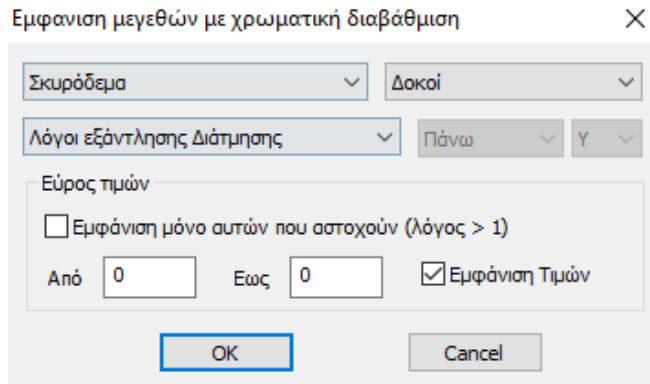 Εμφανιση μεγεθών με χρωματική διαβάθμιση
Σκυρόδεμα Δοκοί
Λόγοι εξάντλησης Διάτμησης Πάνω Y
Εύρος τιμών
Εμφάνιση μόνο αυτών που αστοχούν (λόγος > 1)
Από 0 Εως 0 Εμφάνιση Τιμών
OK Cancel